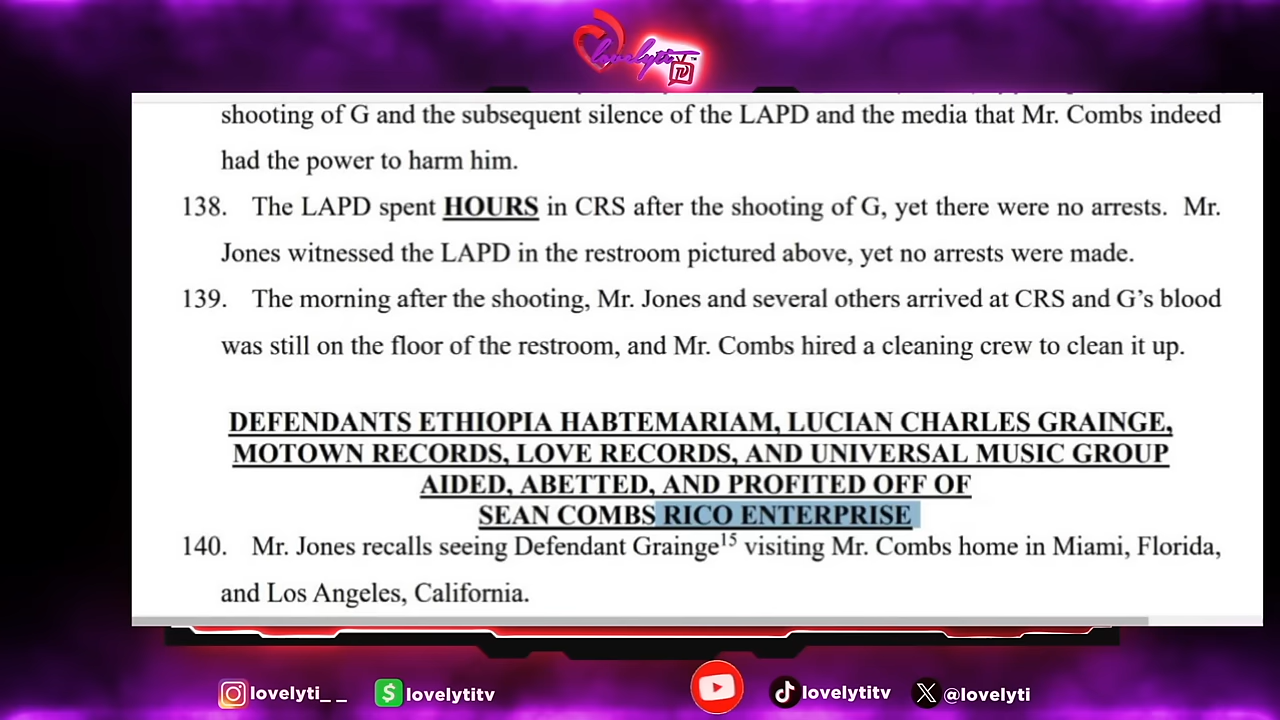 lovelyti TV™
shooting of G and the subsequent silence of the LAPD and the media that Mr. Combs indeed
had the power to harm him.
138. The LAPD spent HOURS in CRS after the shooting of G, yet there were no arrests. Mr.
Jones witnessed the LAPD in the restroom pictured above, yet no arrests were made.
139. The morning after the shooting, Mr. Jones and several others arrived at CRS and G’s blood
was still on the floor of the restroom, and Mr. Combs hired a cleaning crew to clean it up.
DEFENDANTS ETHIOPIA HABTEMARIAM, LUCIAN CHARLES GRAINGE,
MOTOWN RECORDS, LOVE RECORDS, AND UNIVERSAL MUSIC GROUP
AIDED, ABETTED, AND PROFITED OFF OF
SEAN COMBS RICO ENTERPRISE
140. Mr. Jones recalls seeing Defendant Grainge15 visiting Mr. Combs home in Miami, Florida,
and Los Angeles, California.
lovelyti_ _ $ lovelytitv lovelytitv X @lovelyti